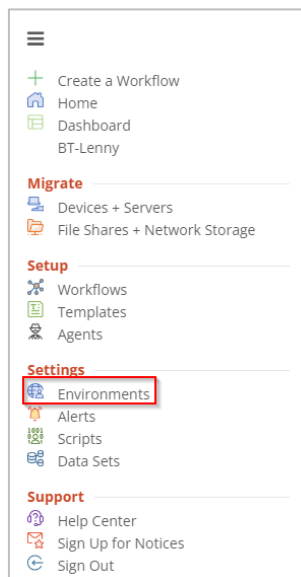 Create a Workflow
Home
Dashboard
BT-Lenny
Migrate
Devices + Servers
File Shares + Network Storage
Setup
Workflows
Templates
Agents
Settings
Environments
Alerts
Scripts
Data Sets
Support
Help Center
Sign Up for Notices
Sign Out